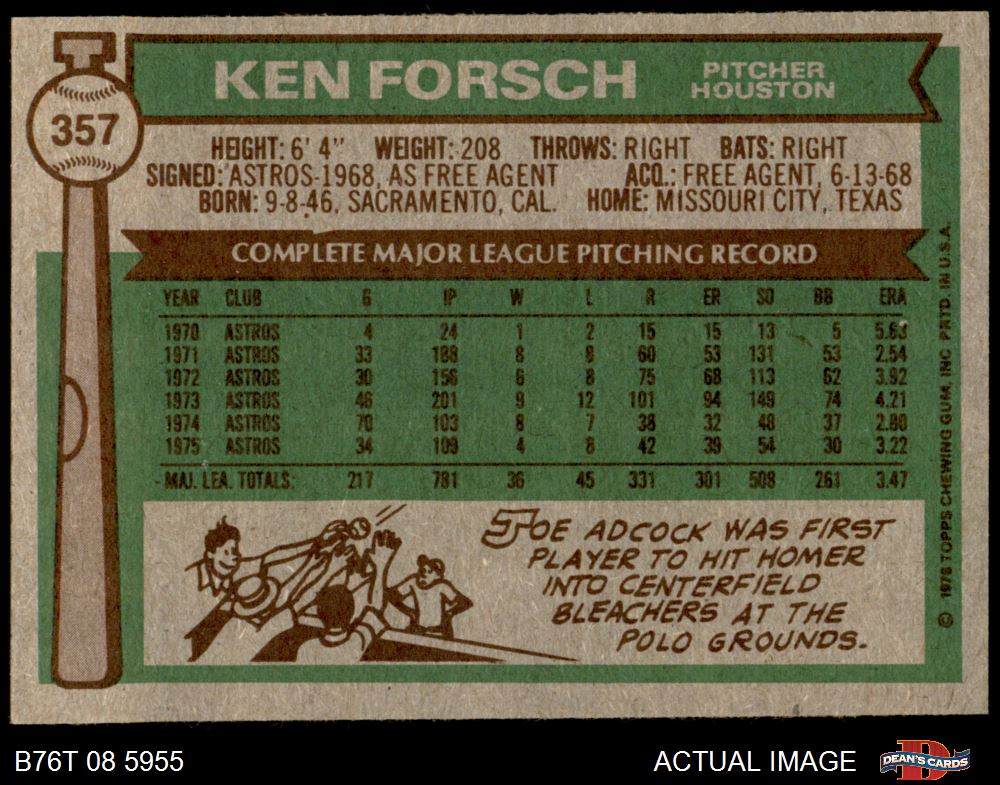 KEN FORSCH
PITCHER
HOUSTON
357
HEIGHT: 6' 4" WEIGHT: 208 THROWS: RIGHT BATS: RIGHT
SIGNED: ASTROS-1968, AS FREE AGENT ACQ.: FREE AGENT, 6-13-68
BORN: 9-8-46, SACRAMENTO, CAL. HOME: MISSOURI CITY, TEXAS
COMPLETE MAJOR LEAGUE PITCHING RECORD
YEAR CLUB G IP W L R ER SO BB ERA
1970 ASTROS 4 24 1 2 15 15 13 5 5.63
1971 ASTROS 33 188 8 8 60 53 131 53 2.54
1972 ASTROS 30 156 6 8 75 68 113 62 3.92
1973 ASTROS 46 201 9 12 101 94 149 74 4.21
1974 ASTROS 70 103 8 7 38 32 48 37 2.80
1975 ASTROS 34 109 4 8 42 39 54 30 3.22
MAJ. LEA. TOTALS: 217 781 36 45 331 301 508 261 3.47
JOE ADCOCK WAS FIRST
PLAYER TO HIT HOMER
INTO CENTERFIELD
BLEACHERS AT THE
POLO GROUNDS.
© 1976 TOPPS CHEWING GUM, INC. PRTD. IN U.S.A.
B76T 08 5955
ACTUAL IMAGE
D
DEAN'S CARDS